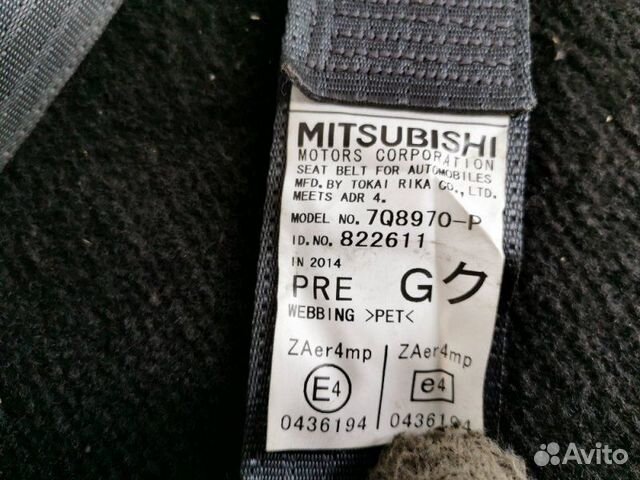 MITSUBISHI
MOTORS CORPORATION
SEAT BELT FOR AUTOMOBILES
MFD. BY TOKAI RIKA CO., LTD.
MEETS ADR 4.
MODEL NO. 7Q8970-P
ID. NO. 822611
IN 2014
PRE Gク
WEBBING >PET<
ZAer4mp ZAer4mp
E4 e4
0436194 0436194
Avito